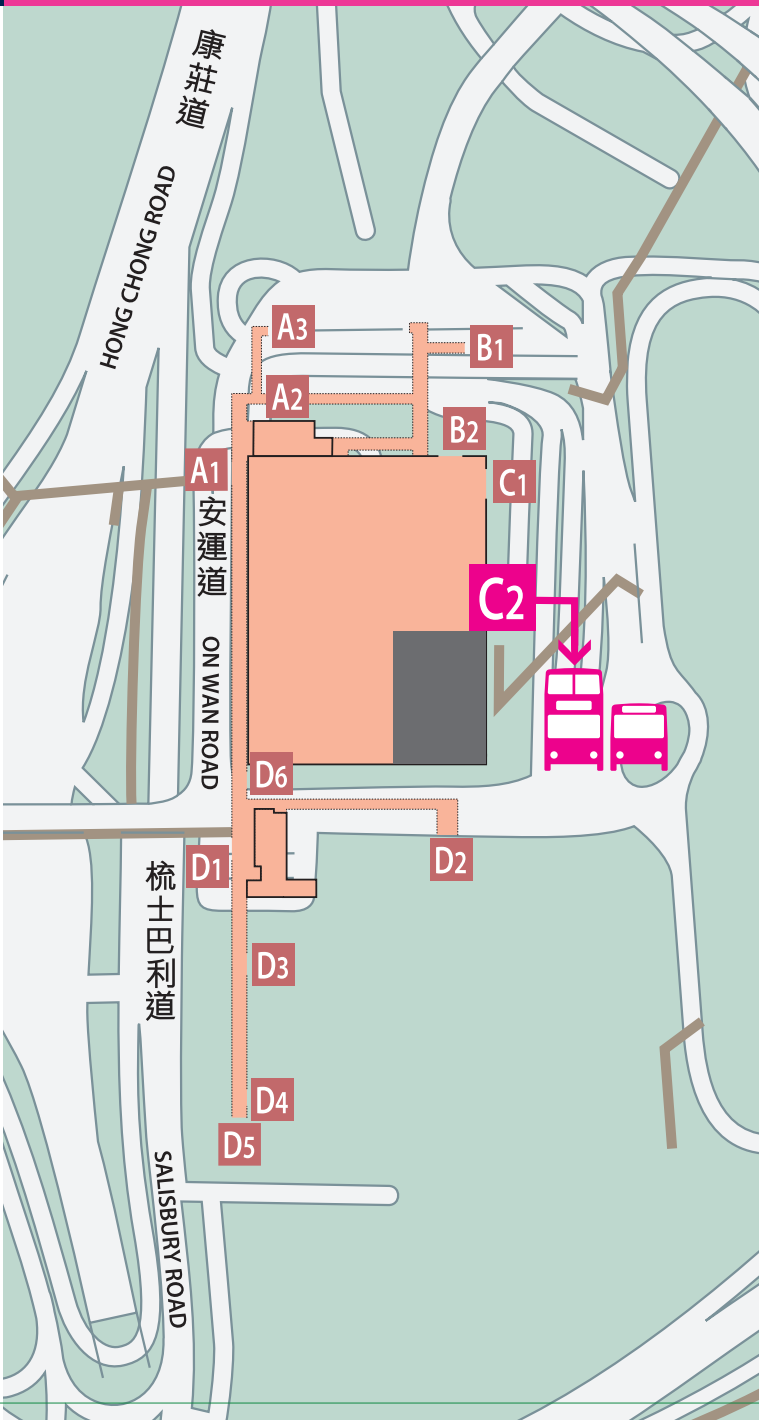 康莊道
HONG CHONG ROAD
A3
B1
A2
B2
A1
C1
安運道
C2
ON WAN ROAD
D6
D1
D2
梳士巴利道
D3
D4
D5
SALISBURY ROAD